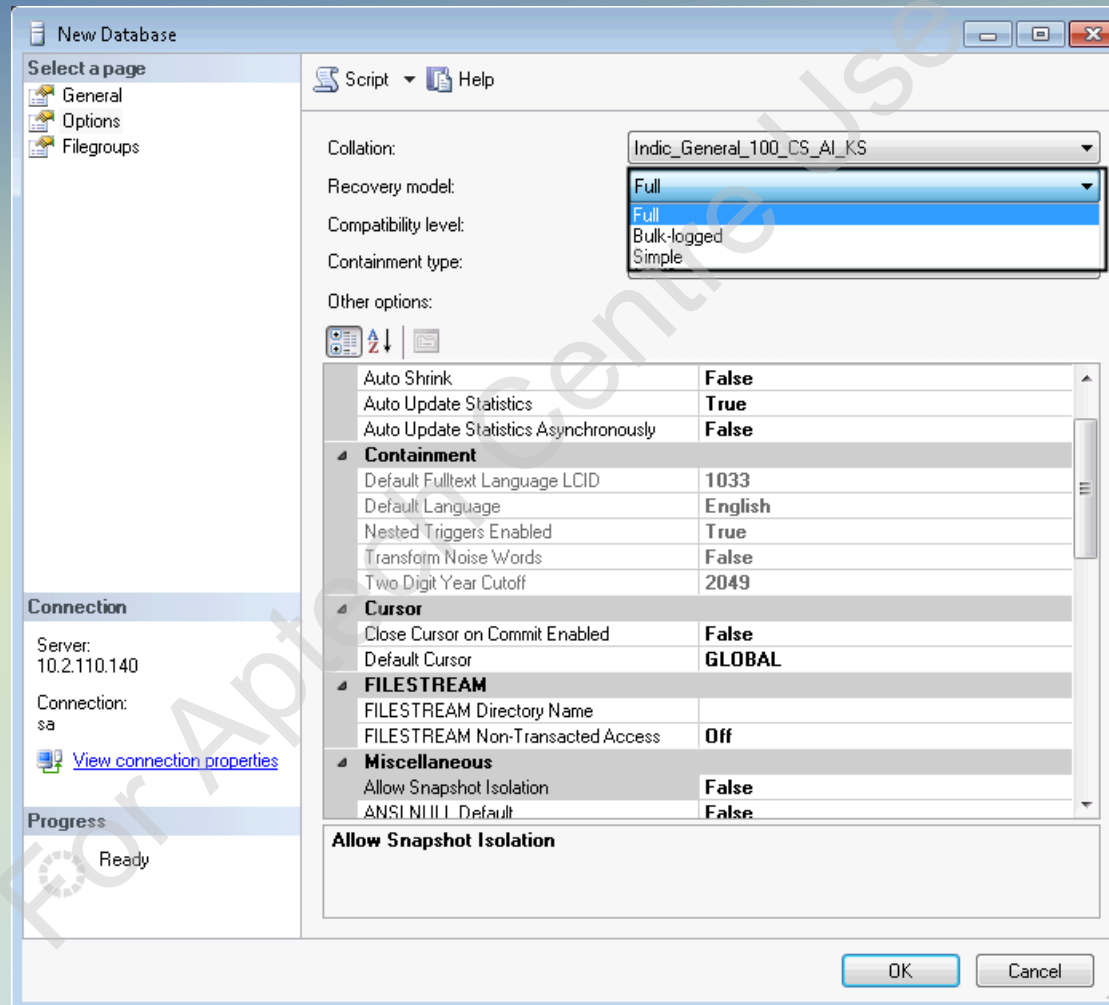 New Database
Select a page
General
Options
Filegroups
Script Help
Collation: Indic_General_100_CS_AI_KS
Recovery model: Full
Full
Bulk-logged
Simple
Compatibility level:
Containment type:
Other options:
Auto Shrink False
Auto Update Statistics True
Auto Update Statistics Asynchronously False
Containment
Default Fulltext Language LCID 1033
Default Language English
Nested Triggers Enabled True
Transform Noise Words False
Two Digit Year Cutoff 2049
Cursor
Close Cursor on Commit Enabled False
Default Cursor GLOBAL
FILESTREAM
FILESTREAM Directory Name
FILESTREAM Non-Transacted Access Off
Miscellaneous
Allow Snapshot Isolation False
ANSI NULL Default False
Allow Snapshot Isolation
Connection
Server:
10.2.110.140
Connection:
sa
View connection properties
Progress
Ready
OK Cancel
For Aptech Centre Use